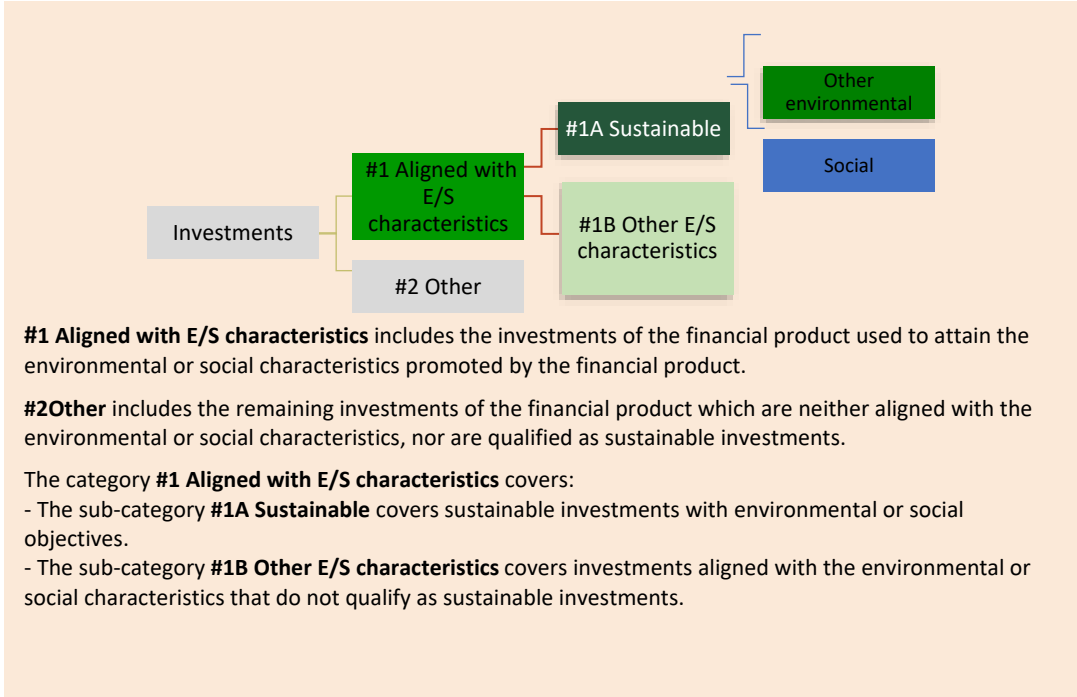 Other
environmental
#1A Sustainable
Social
#1 Aligned with
E/S
characteristics
#1B Other E/S
characteristics
Investments
#2 Other
#1 Aligned with E/S characteristics includes the investments of the financial product used to attain the
environmental or social characteristics promoted by the financial product.
#2Other includes the remaining investments of the financial product which are neither aligned with the
environmental or social characteristics, nor are qualified as sustainable investments.
The category #1 Aligned with E/S characteristics covers:
- The sub-category #1A Sustainable covers sustainable investments with environmental or social
objectives.
- The sub-category #1B Other E/S characteristics covers investments aligned with the environmental or
social characteristics that do not qualify as sustainable investments.